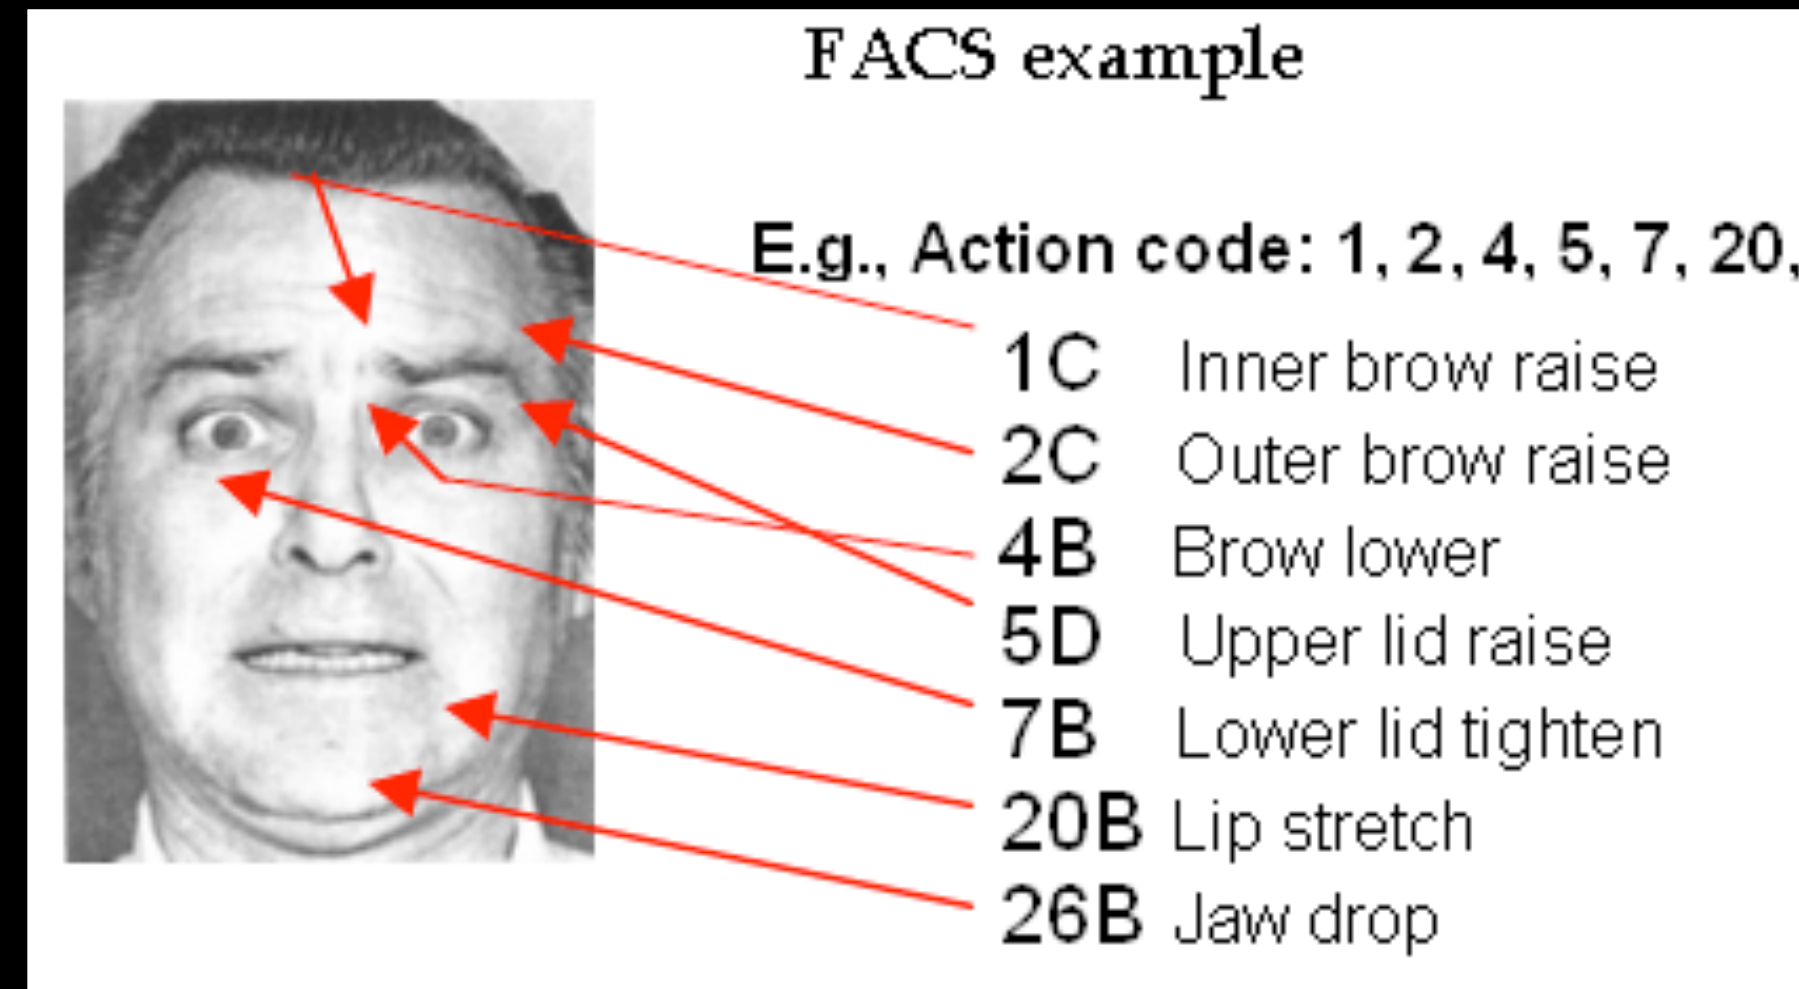 FACS example
E.g., Action code: 1, 2, 4, 5, 7, 20,
1C Inner brow raise
2C Outer brow raise
4B Brow lower
5D Upper lid raise
7B Lower lid tighten
20B Lip stretch
26B Jaw drop